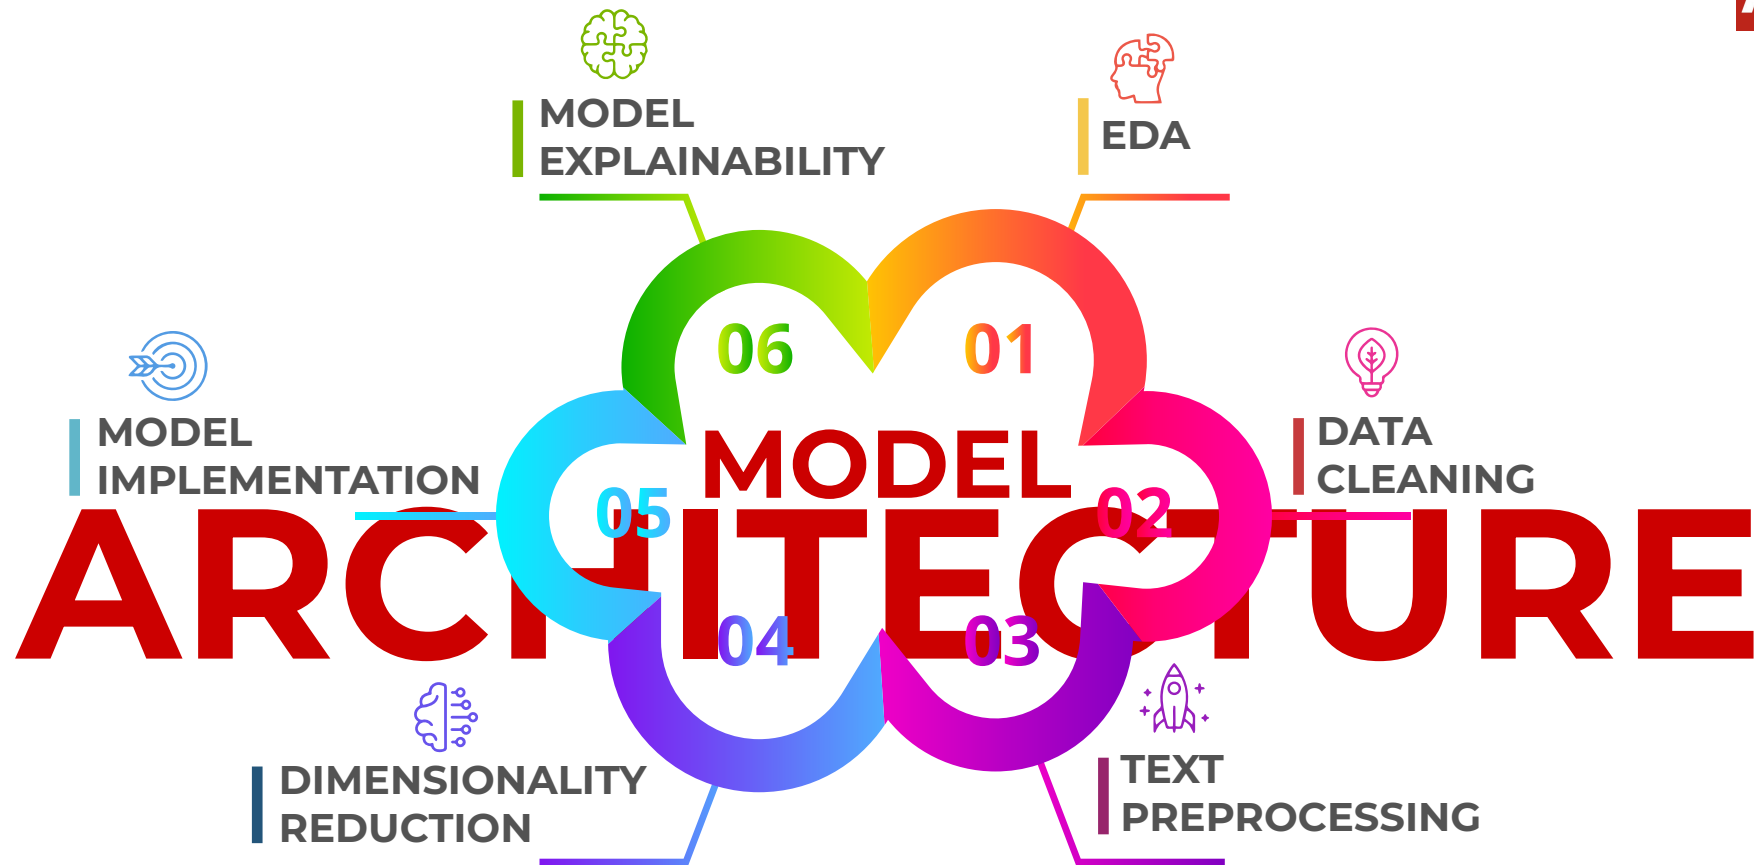 MODEL
EXPLAINABILITY
EDA
06
01
MODEL
IMPLEMENTATION
DATA
CLEANING
MODEL
ARCHITECTURE
05
02
04
03
DIMENSIONALITY
REDUCTION
TEXT
PREPROCESSING